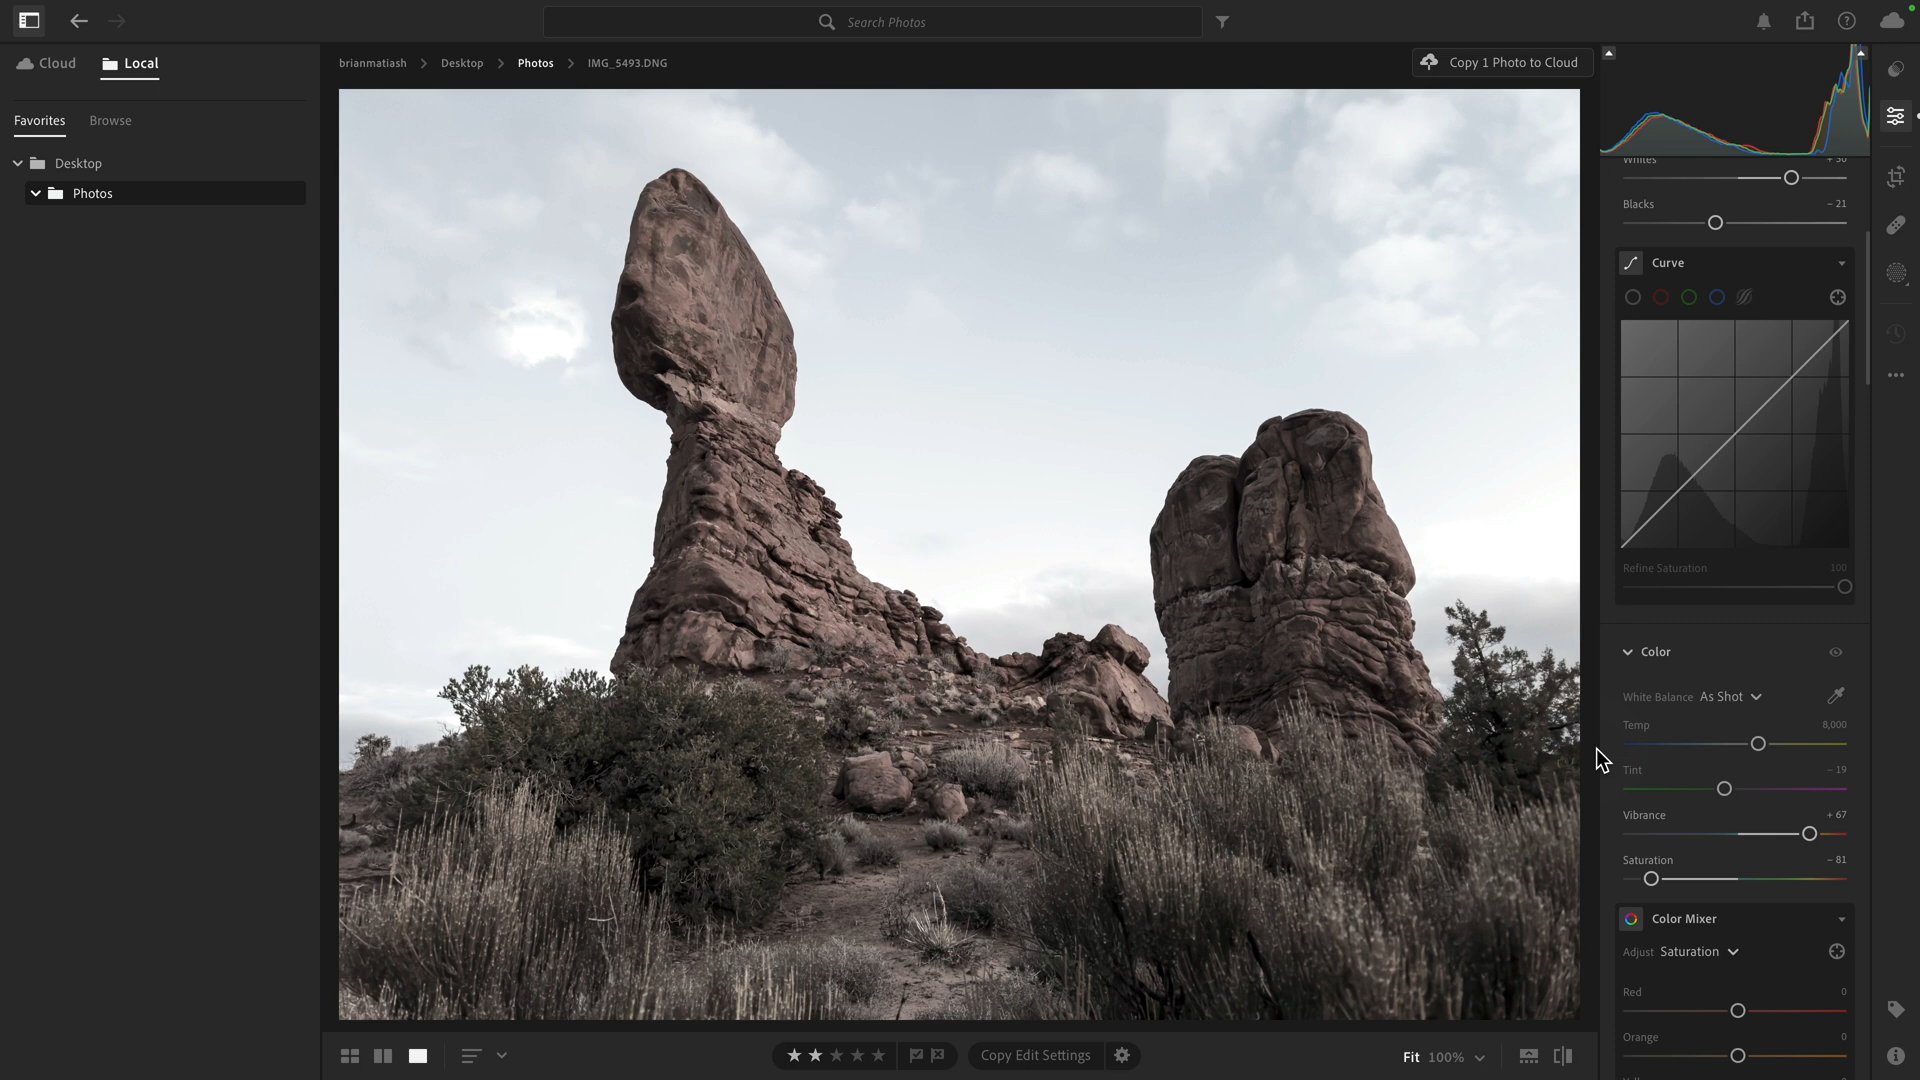 Search Photos
Cloud
Local
brianmatiash
Desktop
Photos
IMG_5493.DNG
Copy 1 Photo to Cloud
Favorites
Browse
Desktop
Photos
Whites
Blacks
− 21
Curve
Refine Saturation
100
Color
White Balance
As Shot
Temp
8,000
Tint
− 19
Vibrance
+ 67
Saturation
− 81
Color Mixer
Adjust
Saturation
Red
0
Orange
0
Copy Edit Settings
Fit
100%